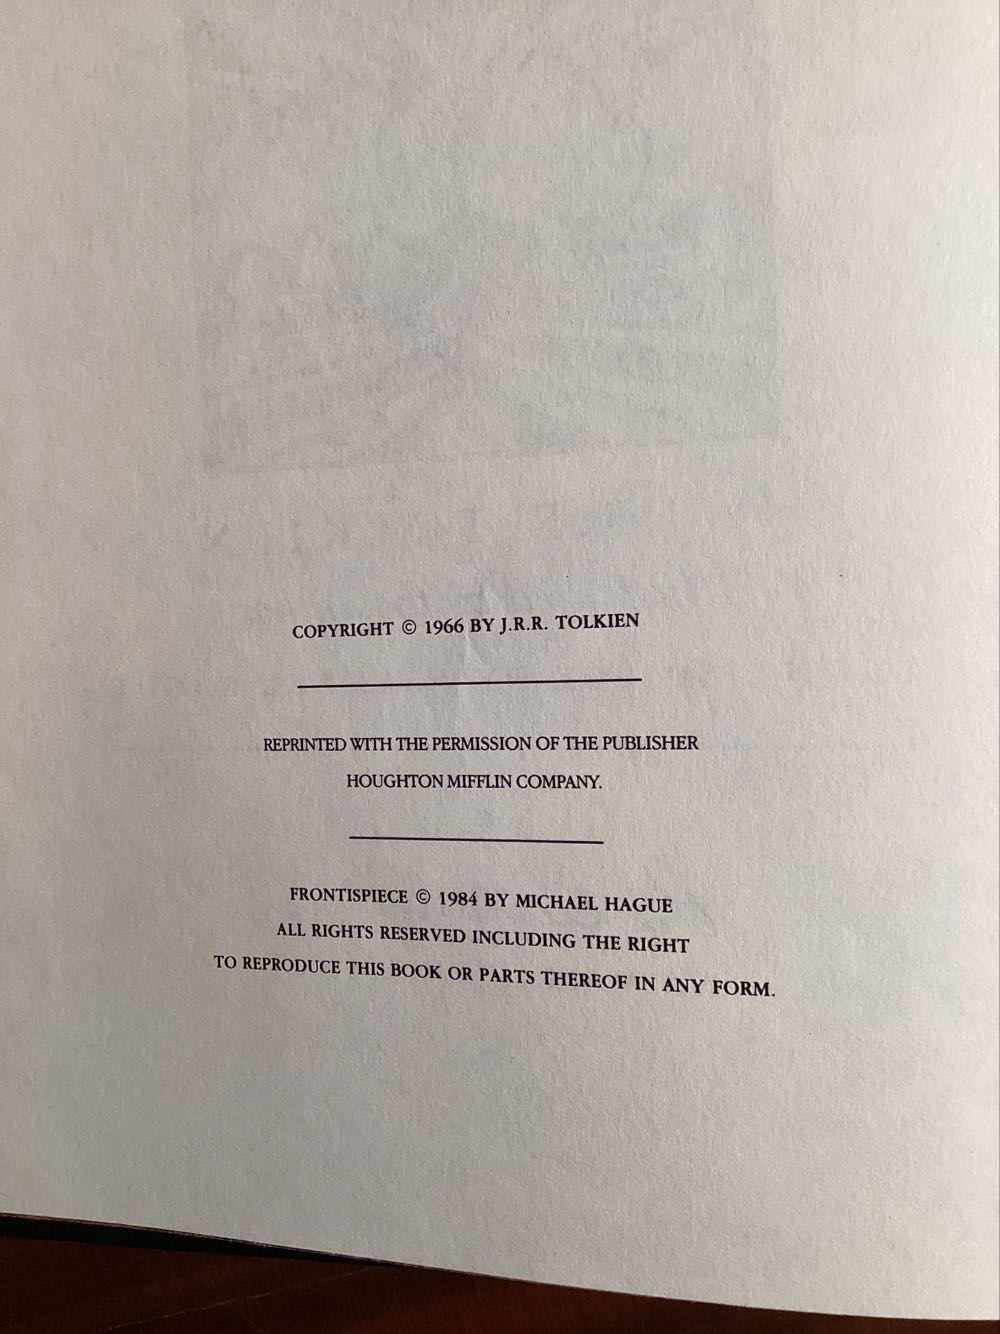 COPYRIGHT © 1966 BY J.R.R. TOLKIEN
REPRINTED WITH THE PERMISSION OF THE PUBLISHER
HOUGHTON MIFFLIN COMPANY.
FRONTISPIECE © 1984 BY MICHAEL HAGUE
ALL RIGHTS RESERVED INCLUDING THE RIGHT
TO REPRODUCE THIS BOOK OR PARTS THEREOF IN ANY FORM.